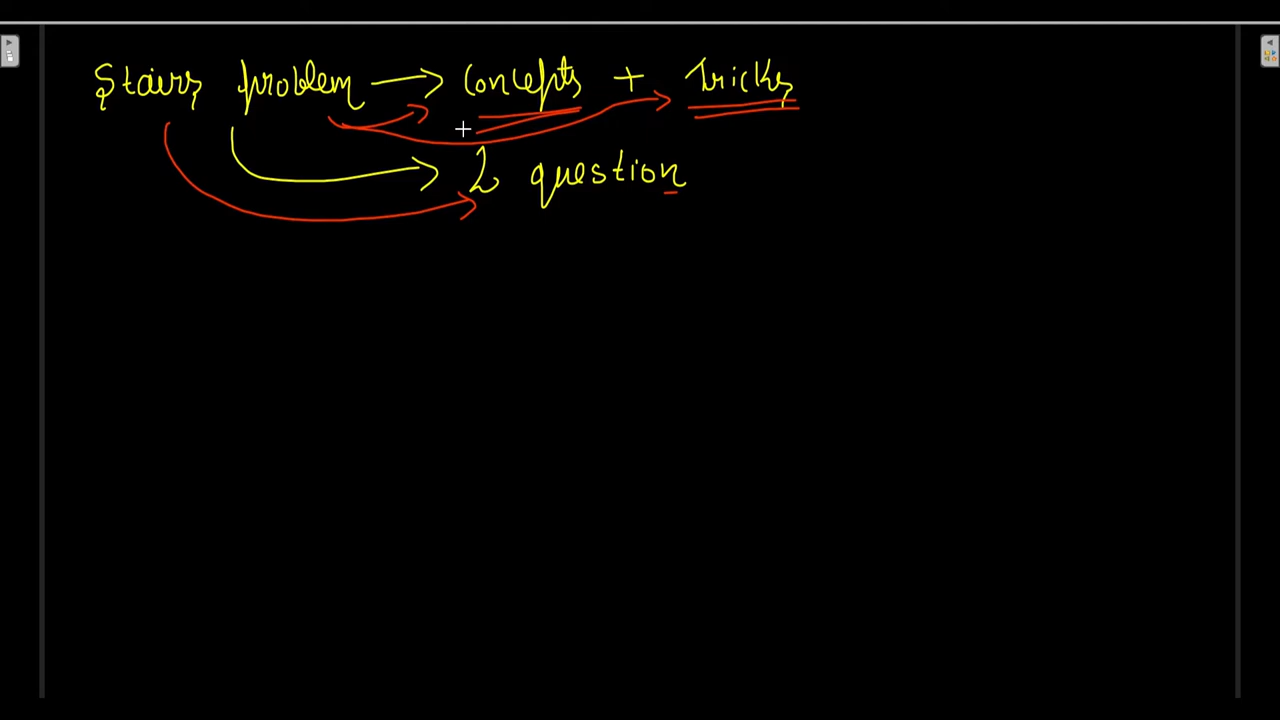 Stairs problem → concepts + Tricks
→ 2 question